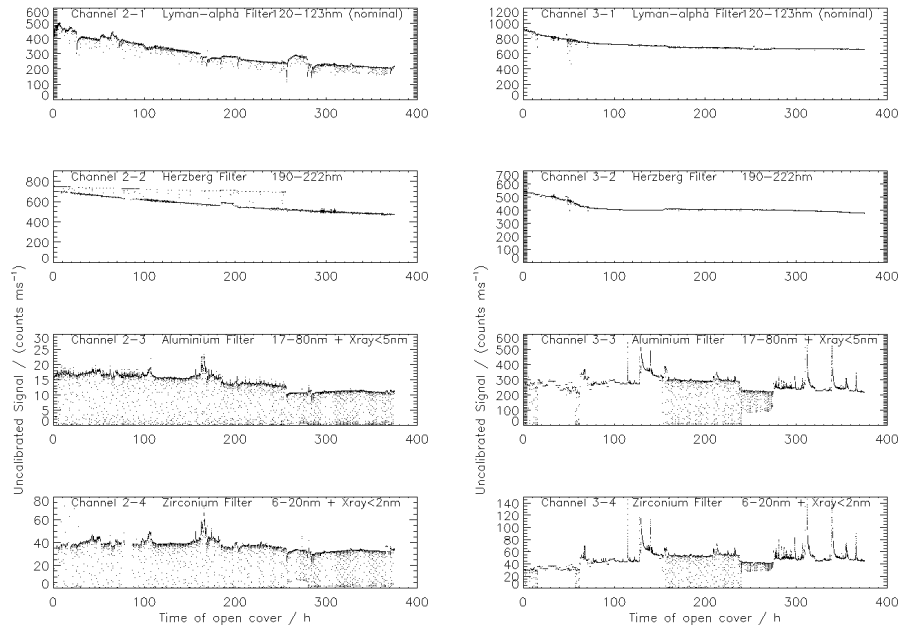 Channel 2-1 Lyman-alpha Filter120-123nm (nominal)
600
500
400
300
200
100
0
0 100 200 300 400
Channel 3-1 Lyman-alpha Filter120-123nm (nominal)
1200
1000
800
600
400
200
0
0 100 200 300 400
Channel 2-2 Herzberg Filter 190-222nm
800
600
400
200
0
0 100 200 300 400
Channel 3-2 Herzberg Filter 190-222nm
700
600
500
400
300
200
100
0
0 100 200 300 400
Channel 2-3 Aluminium Filter 17-80nm + Xray<5nm
30
25
20
15
10
5
0
0 100 200 300 400
Channel 3-3 Aluminium Filter 17-80nm + Xray<5nm
600
500
400
300
200
100
0
0 100 200 300 400
Channel 2-4 Zirconium Filter 6-20nm + Xray<2nm
80
60
40
20
0
0 100 200 300 400
Time of open cover / h
Channel 3-4 Zirconium Filter 6-20nm + Xray<2nm
140
120
100
80
60
40
20
0
0 100 200 300 400
Time of open cover / h
Uncalibrated Signal / (counts ms⁻¹)
Uncalibrated Signal / (counts ms⁻¹)